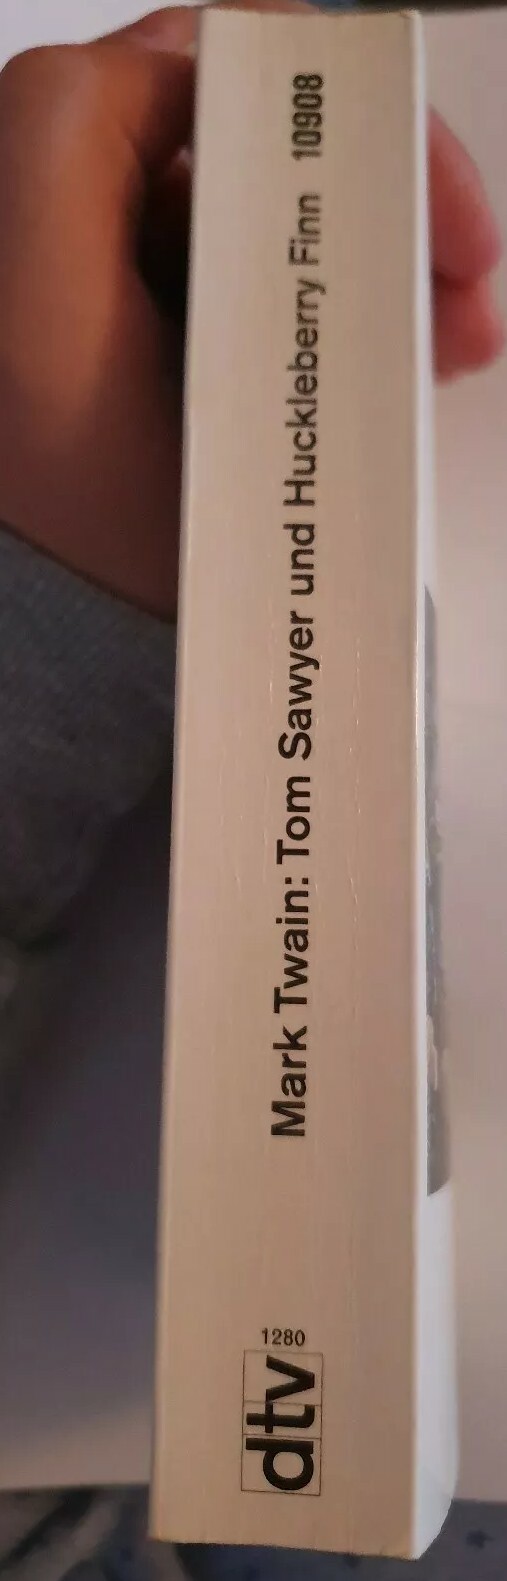 Mark Twain: Tom Sawyer und Huckleberry Finn 10908
1280
dtv